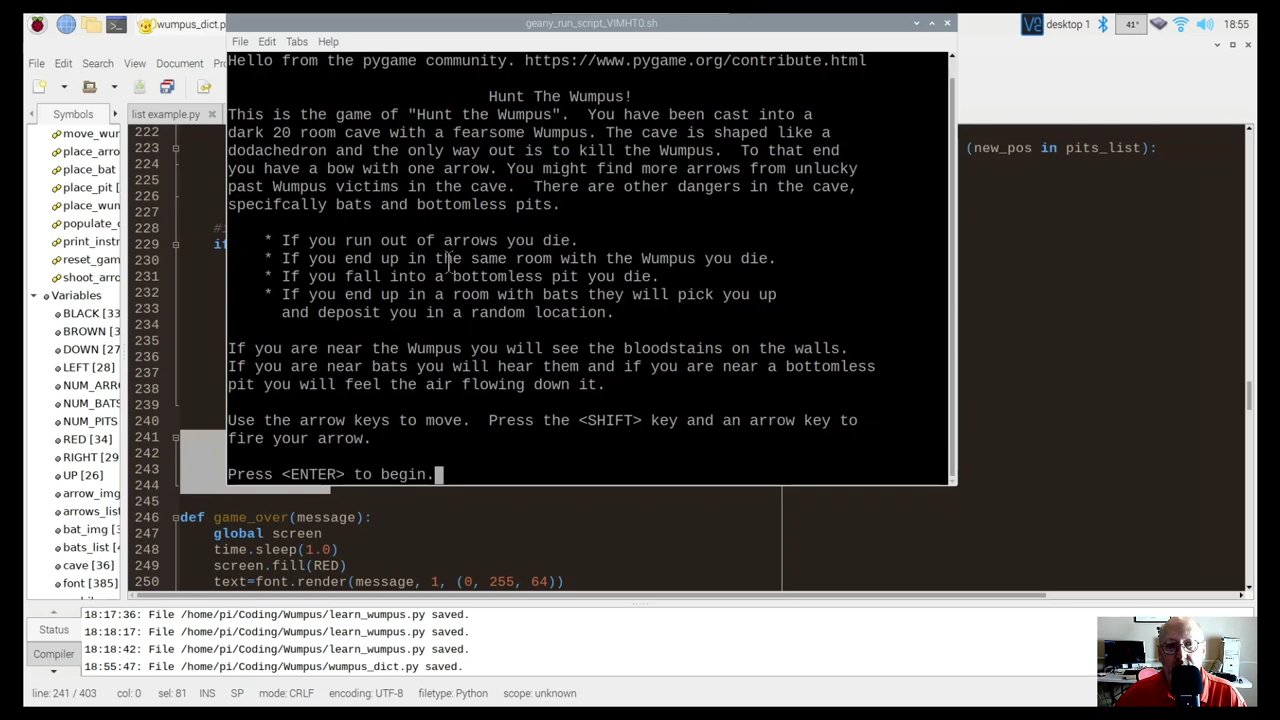 wumpus_dict.p
geany_run_script_VIMHT0.sh
desktop 1
41°
18:55
File Edit Search View Document
File Edit Tabs Help
Symbols
list example.py
move_wur
place_arro
place_bat
place_pit [
place_wur
populate_c
print_instr
reset_gam
shoot_arro
Variables
BLACK [33
BROWN [3
DOWN [27
LEFT [28]
NUM_ARR
NUM_BATS
NUM_PITS
RED [34]
RIGHT [29]
UP [26]
arrow_img
arrows_list
bat_img [3
bats_list [4
cave [36]
font [385]
Hello from the pygame community. https://www.pygame.org/contribute.html
Hunt The Wumpus!
This is the game of "Hunt the Wumpus".  You have been cast into a
dark 20 room cave with a fearsome Wumpus. The cave is shaped like a
dodachedron and the only way out is to kill the Wumpus.  To that end
you have a bow with one arrow. You might find more arrows from unlucky
past Wumpus victims in the cave.  There are other dangers in the cave,
specifcally bats and bottomless pits.
* If you run out of arrows you die.
* If you end up in the same room with the Wumpus you die.
* If you fall into a bottomless pit you die.
* If you end up in a room with bats they will pick you up
and deposit you in a random location.
If you are near the Wumpus you will see the bloodstains on the walls.
If you are near bats you will hear them and if you are near a bottomless
pit you will feel the air flowing down it.
Use the arrow keys to move.  Press the <SHIFT> key and an arrow key to
fire your arrow.
Press <ENTER> to begin.
222
223
(new_pos in pits_list):
224
225
226
227
228
229 if
230
231
232
233
234
235
236
237
238
239
240
241
242
243
244
245
246 def game_over(message):
247 global screen
248 time.sleep(1.0)
249 screen.fill(RED)
250 text=font.render(message, 1, (0, 255, 64))
Status
Compiler
18:17:36: File /home/pi/Coding/Wumpus/learn_wumpus.py saved.
18:18:17: File /home/pi/Coding/Wumpus/learn_wumpus.py saved.
18:18:42: File /home/pi/Coding/Wumpus/learn_wumpus.py saved.
18:55:47: File /home/pi/Coding/Wumpus/wumpus_dict.py saved.
line: 241 / 403 col: 0 sel: 81 INS SP mode: CRLF encoding: UTF-8 filetype: Python scope: unknown